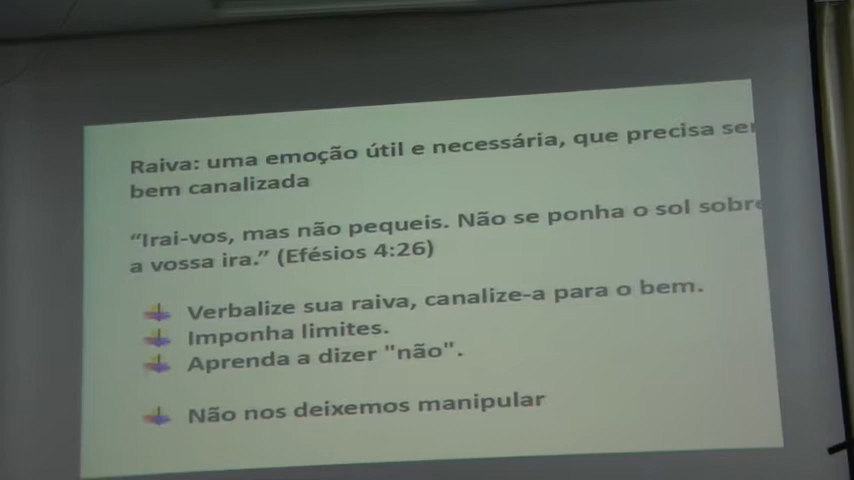 Raiva: uma emoção útil e necessária, que precisa ser
bem canalizada
“Irai-vos, mas não pequeis. Não se ponha o sol sobre
a vossa ira.” (Efésios 4:26)
Verbalize sua raiva, canalize-a para o bem.
Imponha limites.
Aprenda a dizer "não".
Não nos deixemos manipular